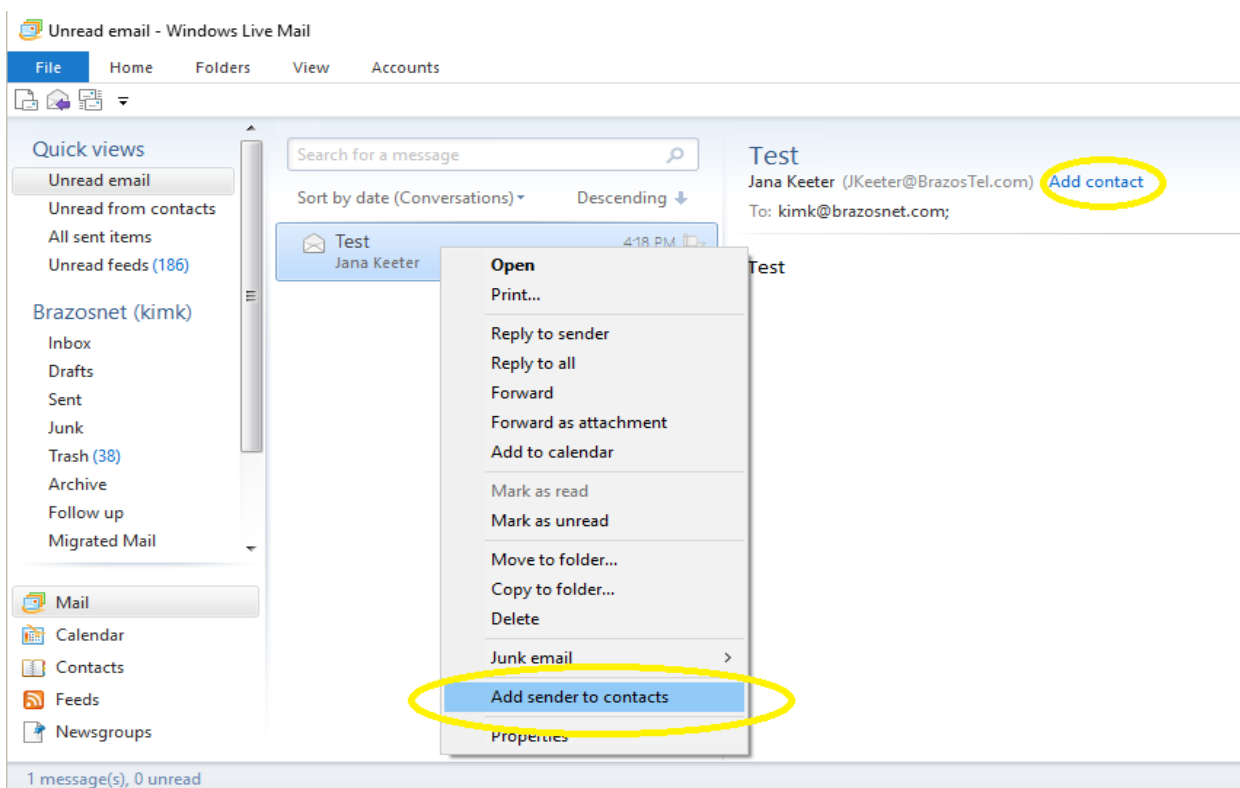 Unread email - Windows Live Mail
File Home Folders View Accounts
Quick views
Unread email
Unread from contacts
All sent items
Unread feeds (186)
Brazosnet (kimk)
Inbox
Drafts
Sent
Junk
Trash (38)
Archive
Follow up
Migrated Mail
Mail
Calendar
Contacts
Feeds
Newsgroups
Search for a message
Sort by date (Conversations) Descending
Test 4:18 PM
Jana Keeter
Open
Print...
Reply to sender
Reply to all
Forward
Forward as attachment
Add to calendar
Mark as read
Mark as unread
Move to folder...
Copy to folder...
Delete
Junk email
Add sender to contacts
Properties
Test
Jana Keeter (JKeeter@BrazosTel.com) Add contact
To: kimk@brazosnet.com;
Test
1 message(s), 0 unread